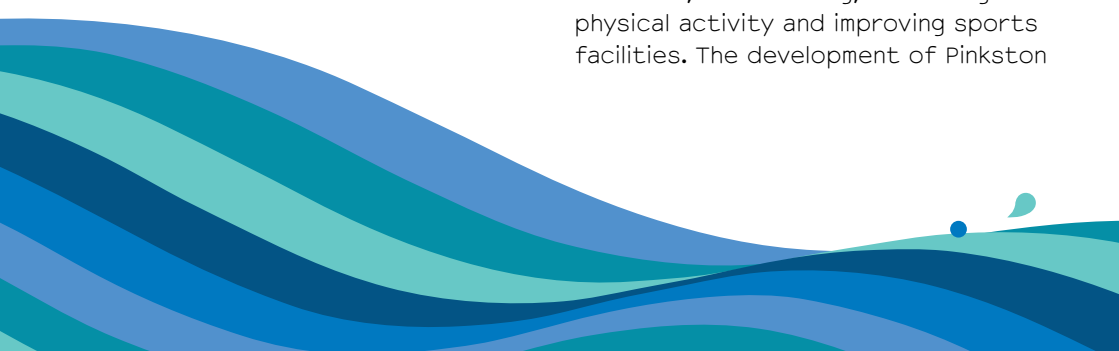 physical activity and improving sports
facilities. The development of Pinkston